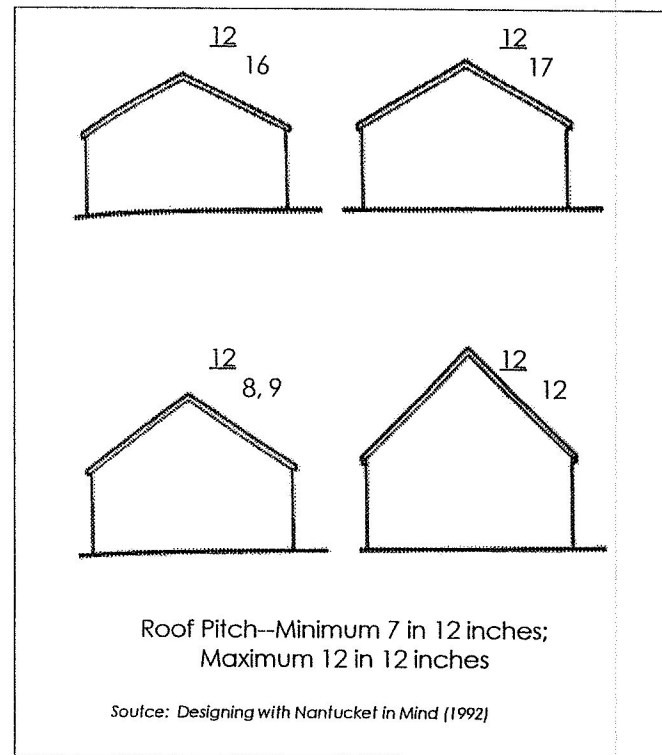 12
16
12
17
12
8, 9
12
12
Roof Pitch--Minimum 7 in 12 inches;
Maximum 12 in 12 inches
Soutce: Designing with Nantucket in Mind (1992)